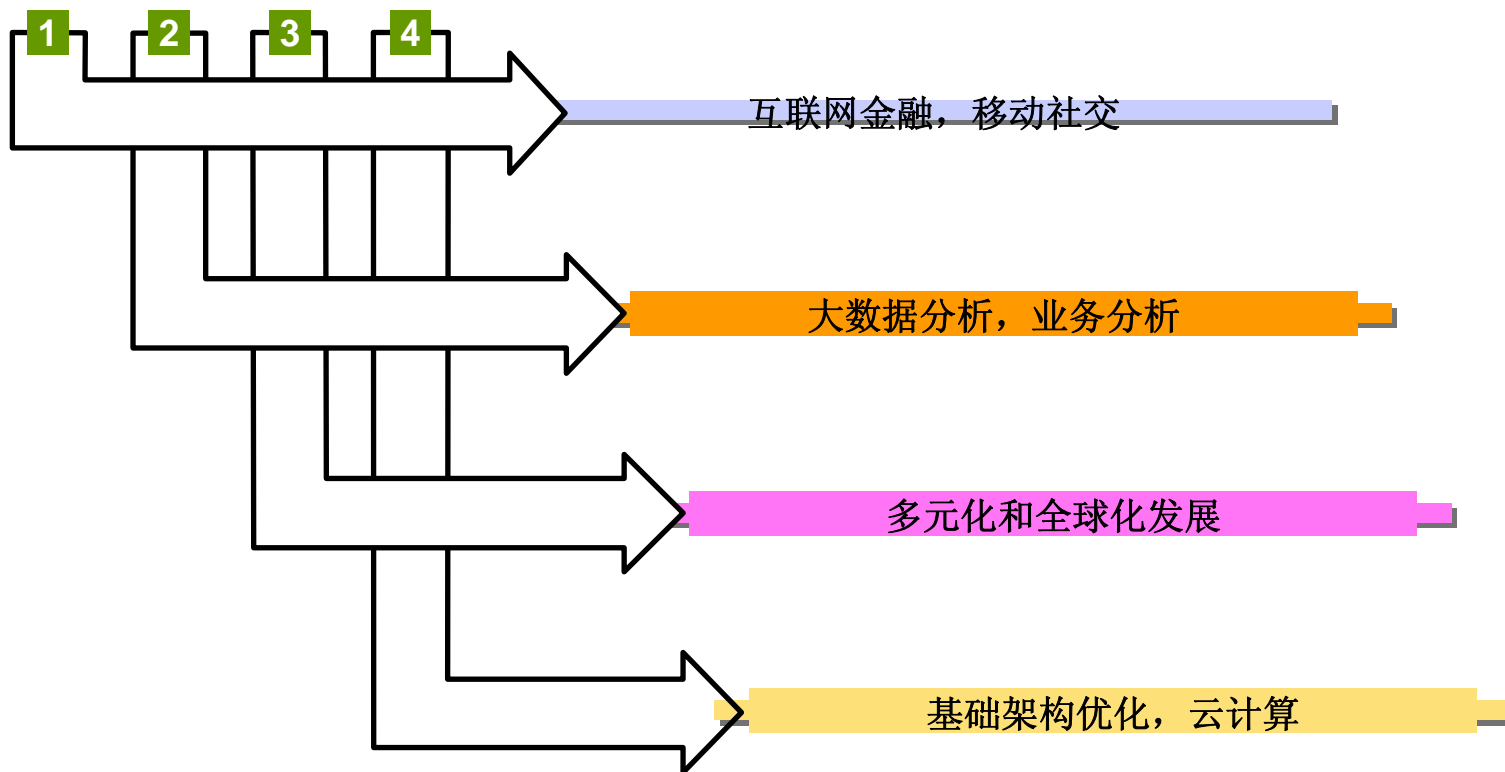 1 2 3 4
互联网金融，移动社交
大数据分析，业务分析
多元化和全球化发展
基础架构优化，云计算